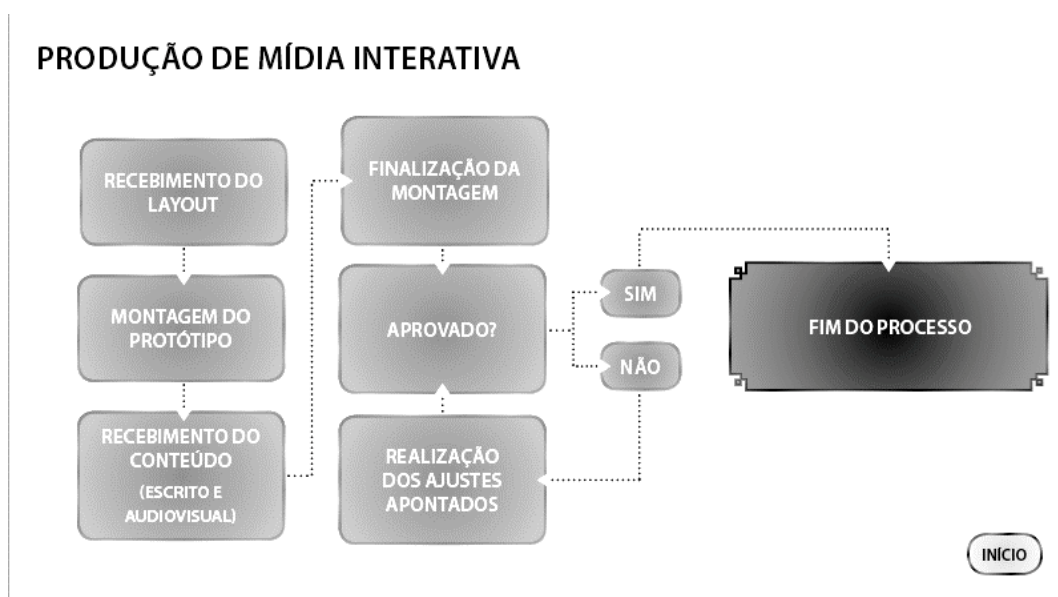 PRODUÇÃO DE MÍDIA INTERATIVA
RECEBIMENTO DO
LAYOUT
MONTAGEM DO
PROTÓTIPO
RECEBIMENTO DO
CONTEÚDO
(ESCRITO E
AUDIOVISUAL)
FINALIZAÇÃO DA
MONTAGEM
APROVADO?
REALIZAÇÃO
DOS AJUSTES
APONTADOS
SIM
NÃO
FIM DO PROCESSO
INÍCIO